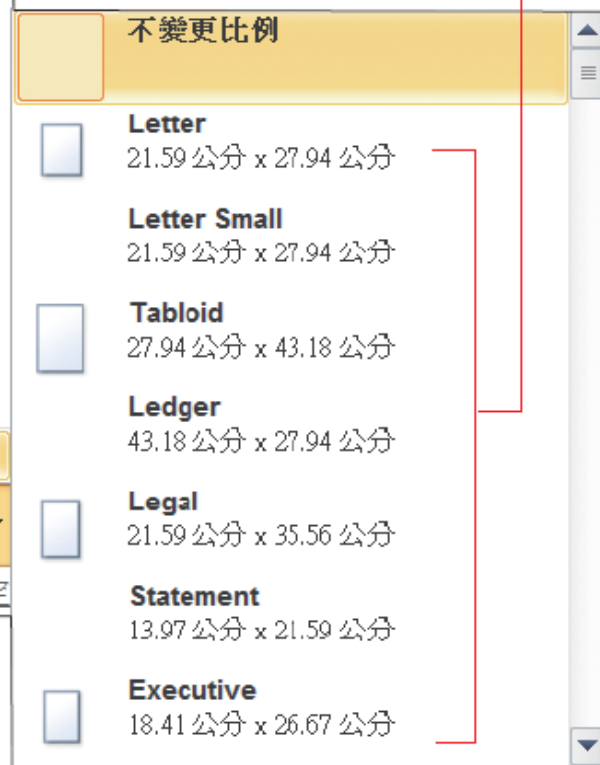 不變更比例
Letter
21.59 公分 x 27.94 公分
Letter Small
21.59 公分 x 27.94 公分
Tabloid
27.94 公分 x 43.18 公分
Ledger
43.18 公分 x 27.94 公分
Legal
21.59 公分 x 35.56 公分
Statement
13.97 公分 x 21.59 公分
Executive
18.41 公分 x 26.67 公分